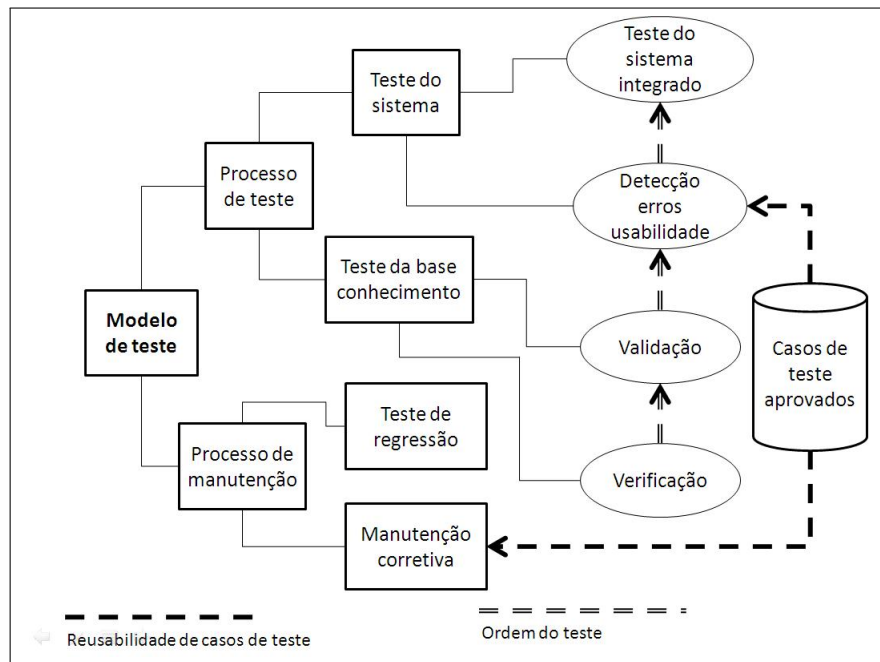 Teste do
sistema
integrado
Teste do
sistema
Processo
de teste
Detecção
erros
usabilidade
Teste da base
conhecimento
Modelo
de teste
Validação
Casos de
teste
aprovados
Teste de
regressão
Processo de
manutenção
Verificação
Manutenção
corretiva
Reusabilidade de casos de teste
Ordem do teste